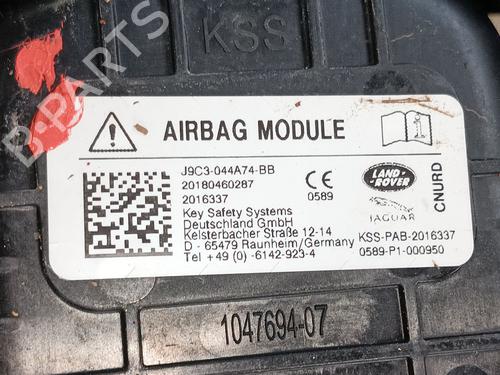 KSS
B-PARTS
AIRBAG MODULE
J9C3-044A74-BB
20180460287
2016337
Key Safety Systems
Deutschland GmbH
Kelsterbacher Straße 12-14
D - 65479 Raunheim/Germany
Tel +49 (0) -6142-923-4
CE
0589
LAND-
ROVER
JAGUAR
CNURD
KSS-PAB-2016337
0589-P1-000950
1047694-07